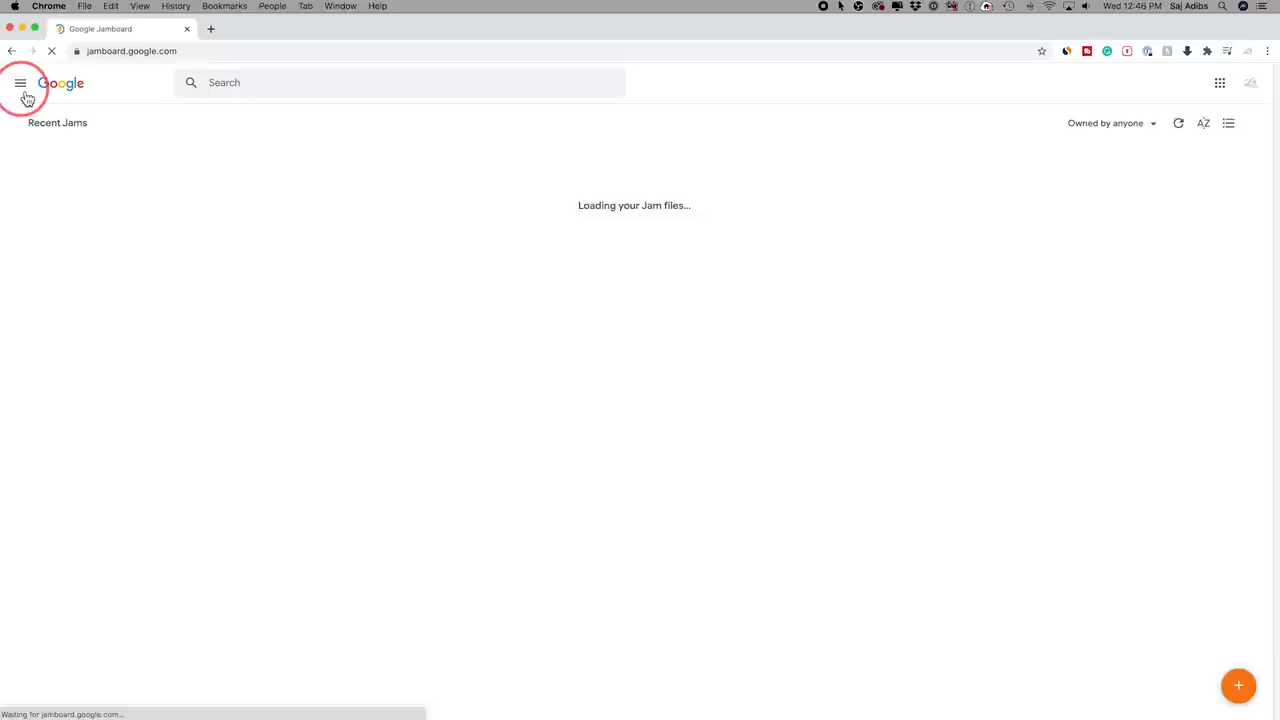 Chrome File Edit View History Bookmarks People Tab Window Help Wed 12:46 PM Saj Adibs
Google Jamboard
jamboard.google.com
Google Search
Recent Jams Owned by anyone AZ
Loading your Jam files...
+
Waiting for jamboard.google.com...